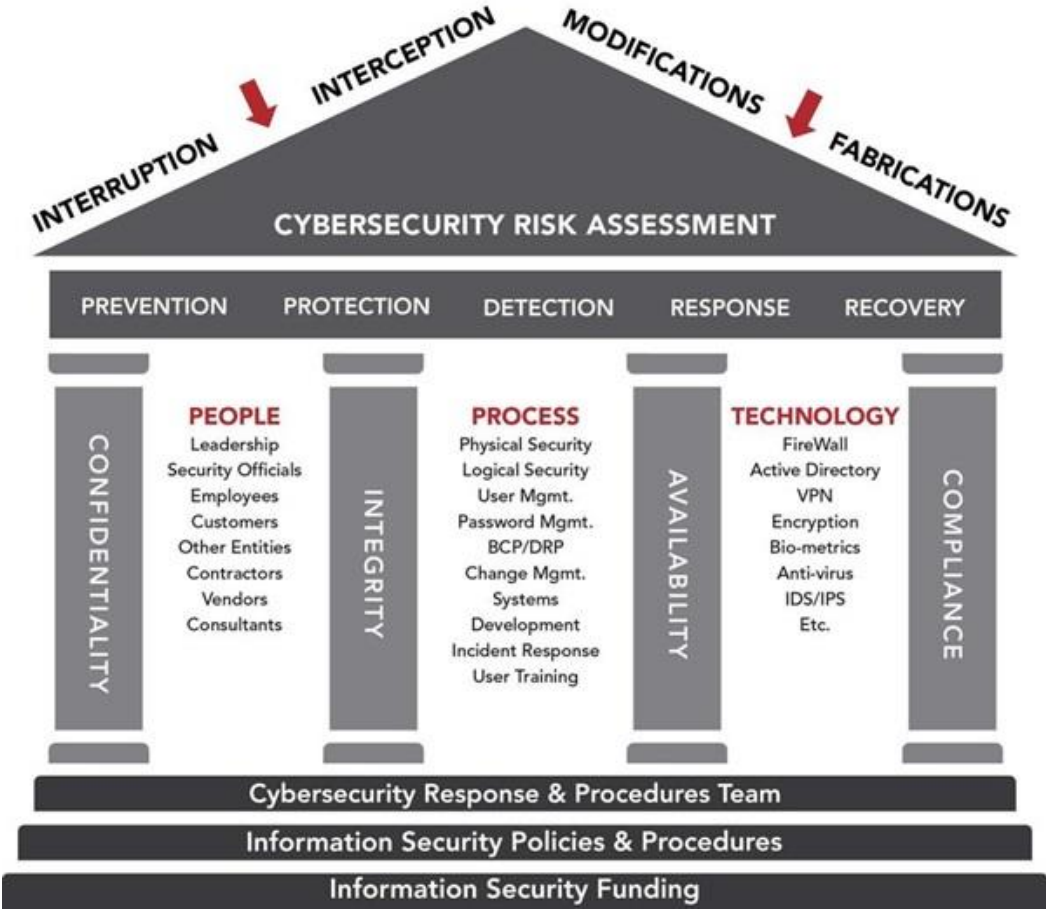 INTERRUPTION
INTERCEPTION
MODIFICATIONS
FABRICATIONS
CYBERSECURITY RISK ASSESSMENT
PREVENTION PROTECTION DETECTION RESPONSE RECOVERY
CONFIDENTIALITY
PEOPLE
Leadership
Security Officials
Employees
Customers
Other Entities
Contractors
Vendors
Consultants
INTEGRITY
PROCESS
Physical Security
Logical Security
User Mgmt.
Password Mgmt.
BCP/DRP
Change Mgmt.
Systems
Development
Incident Response
User Training
AVAILABILITY
TECHNOLOGY
FireWall
Active Directory
VPN
Encryption
Bio-metrics
Anti-virus
IDS/IPS
Etc.
COMPLIANCE
Cybersecurity Response & Procedures Team
Information Security Policies & Procedures
Information Security Funding